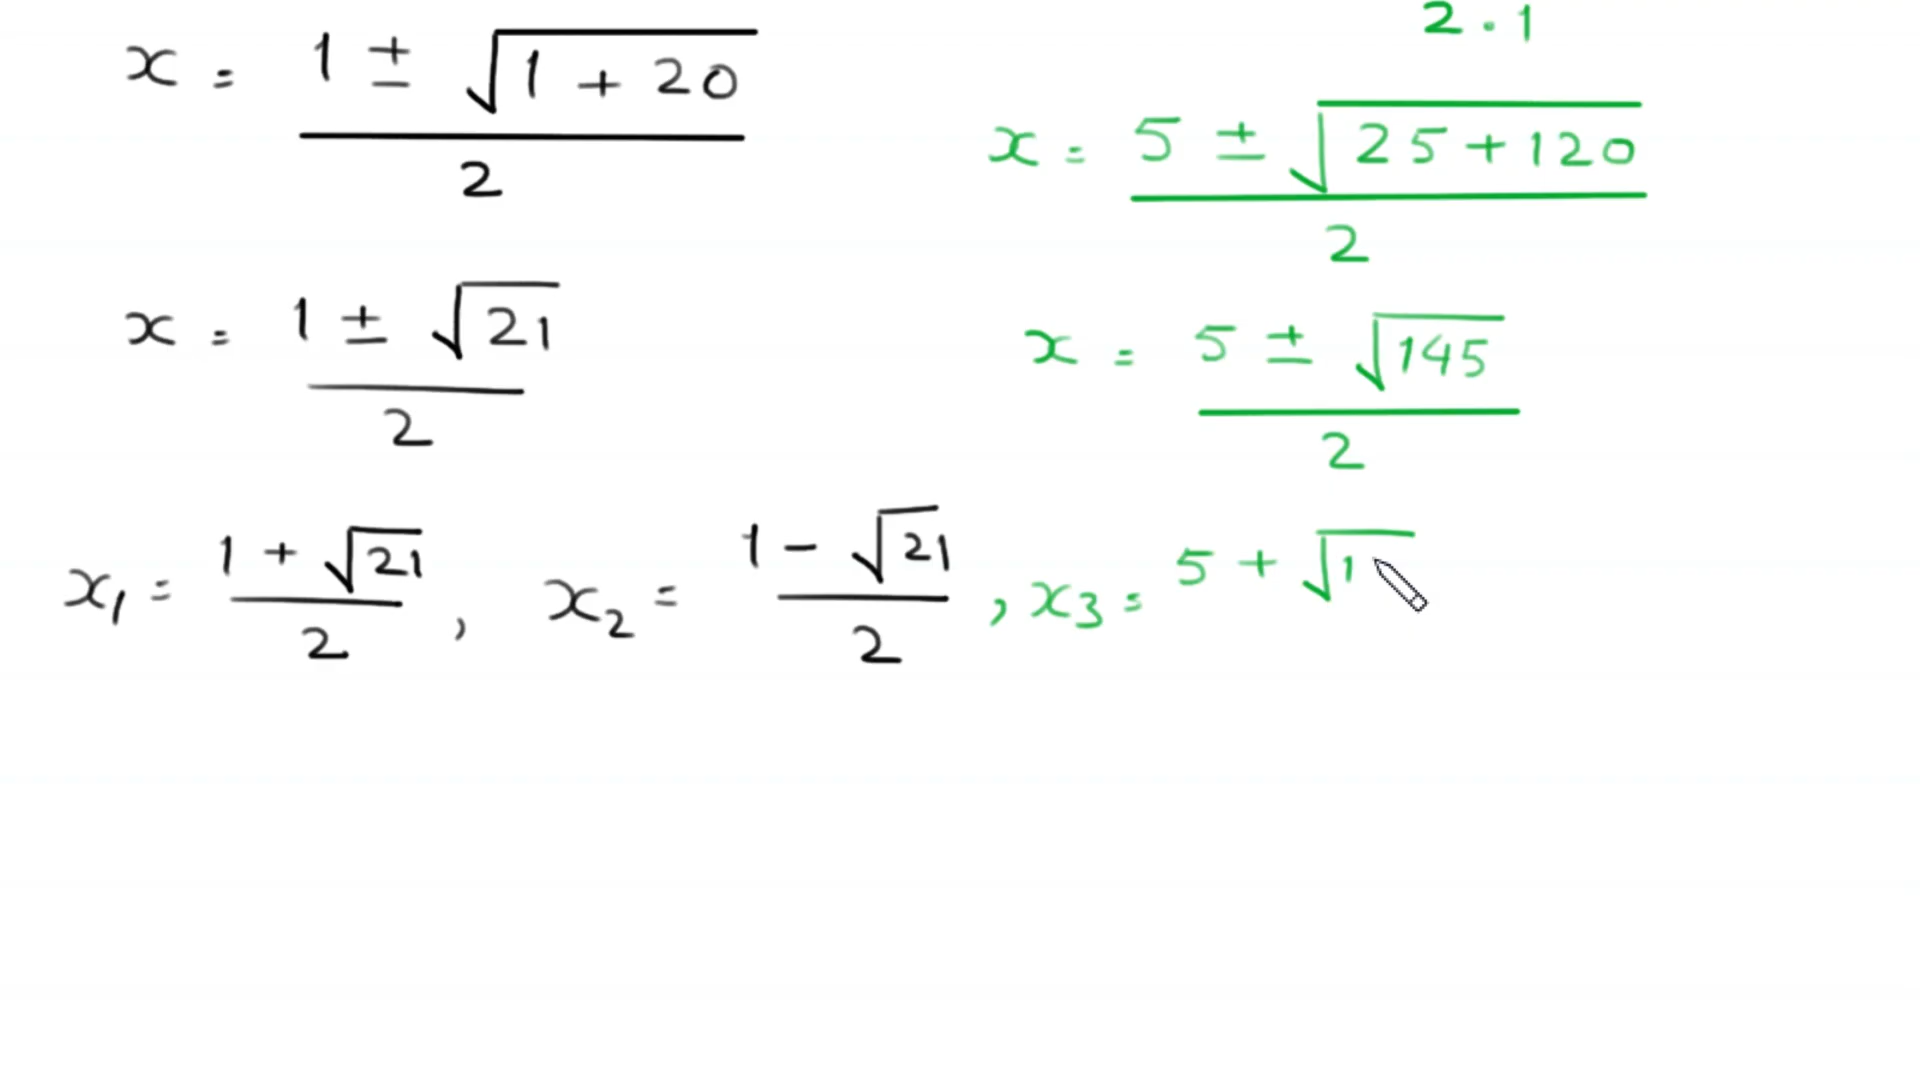 2 . 1
x = (1 ± √(1 + 20)) / 2
x = (5 ± √(25 + 120)) / 2
x = (1 ± √21) / 2
x = (5 ± √145) / 2
x₁ = (1 + √21) / 2 , x₂ = (1 - √21) / 2 , x₃ = 5 + √1